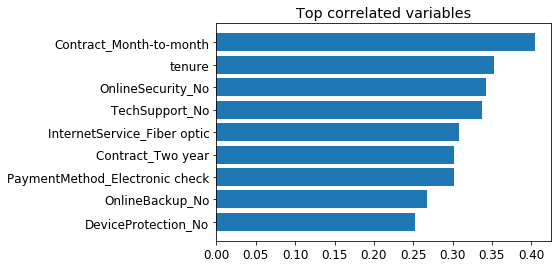 Top correlated variables
Contract_Month-to-month
tenure
OnlineSecurity_No
TechSupport_No
InternetService_Fiber optic
Contract_Two year
PaymentMethod_Electronic check
OnlineBackup_No
DeviceProtection_No
0.00 0.05 0.10 0.15 0.20 0.25 0.30 0.35 0.40